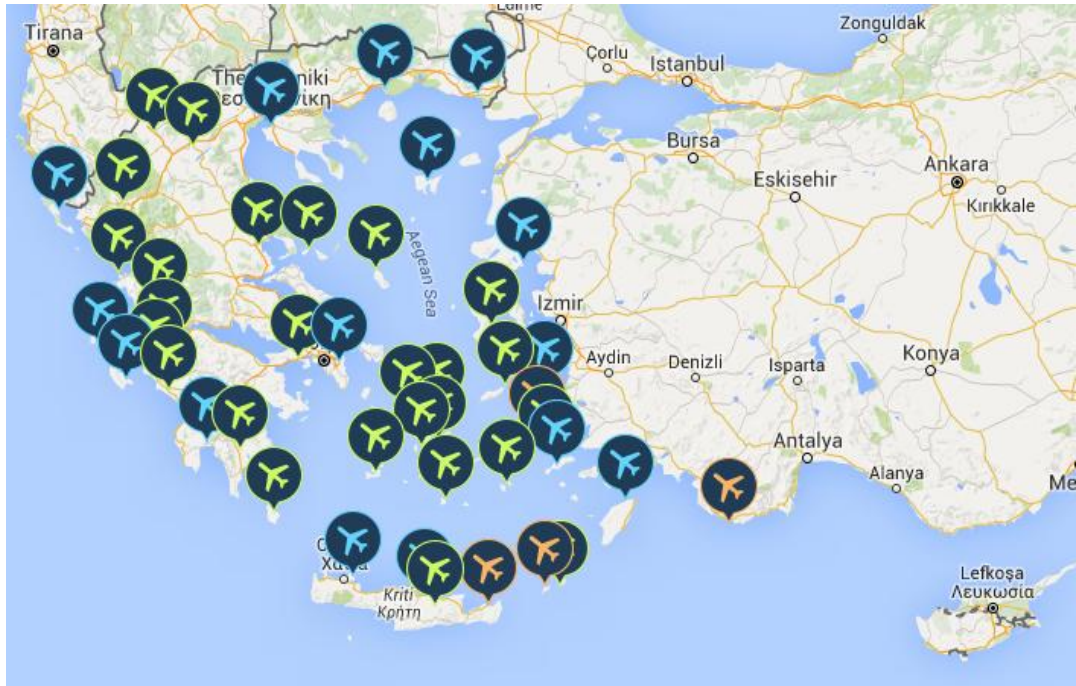 Tirana
Zonguldak
Çorlu
Istanbul
Bursa
Ankara
Eskisehir
Kırıkkale
Aegean Sea
Izmir
Aydin
Denizli
Isparta
Konya
Antalya
Alanya
Kriti
Κρήτη
Lefkoşa
Λευκωσία